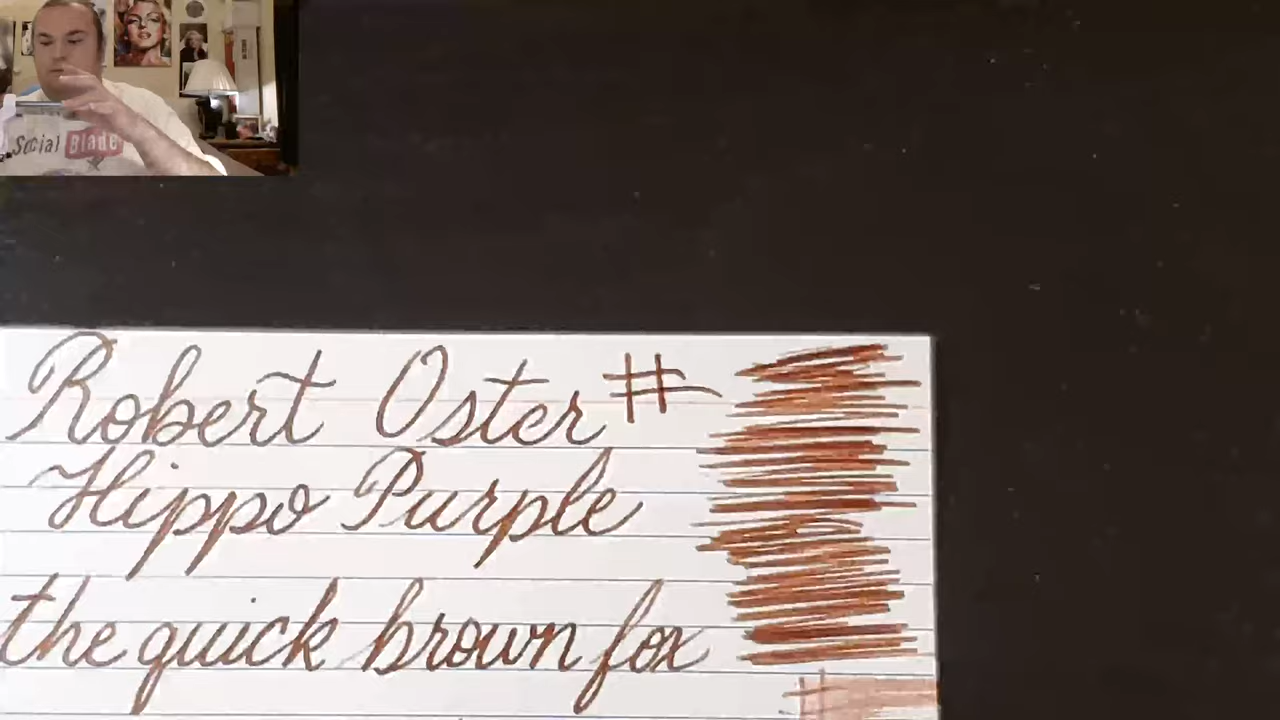 Social Blade
Robert Oster #
Hippo Purple
the quick brown fox
#